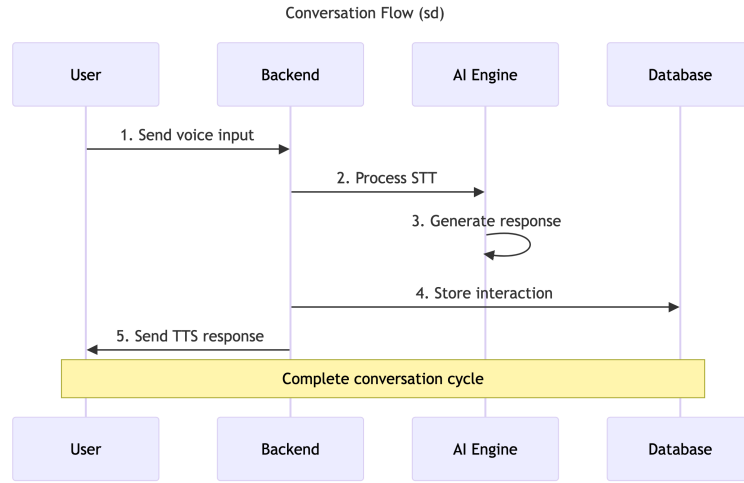 Conversation Flow (sd)
User
Backend
AI Engine
Database
1. Send voice input
2. Process STT
3. Generate response
4. Store interaction
5. Send TTS response
Complete conversation cycle
User
Backend
AI Engine
Database